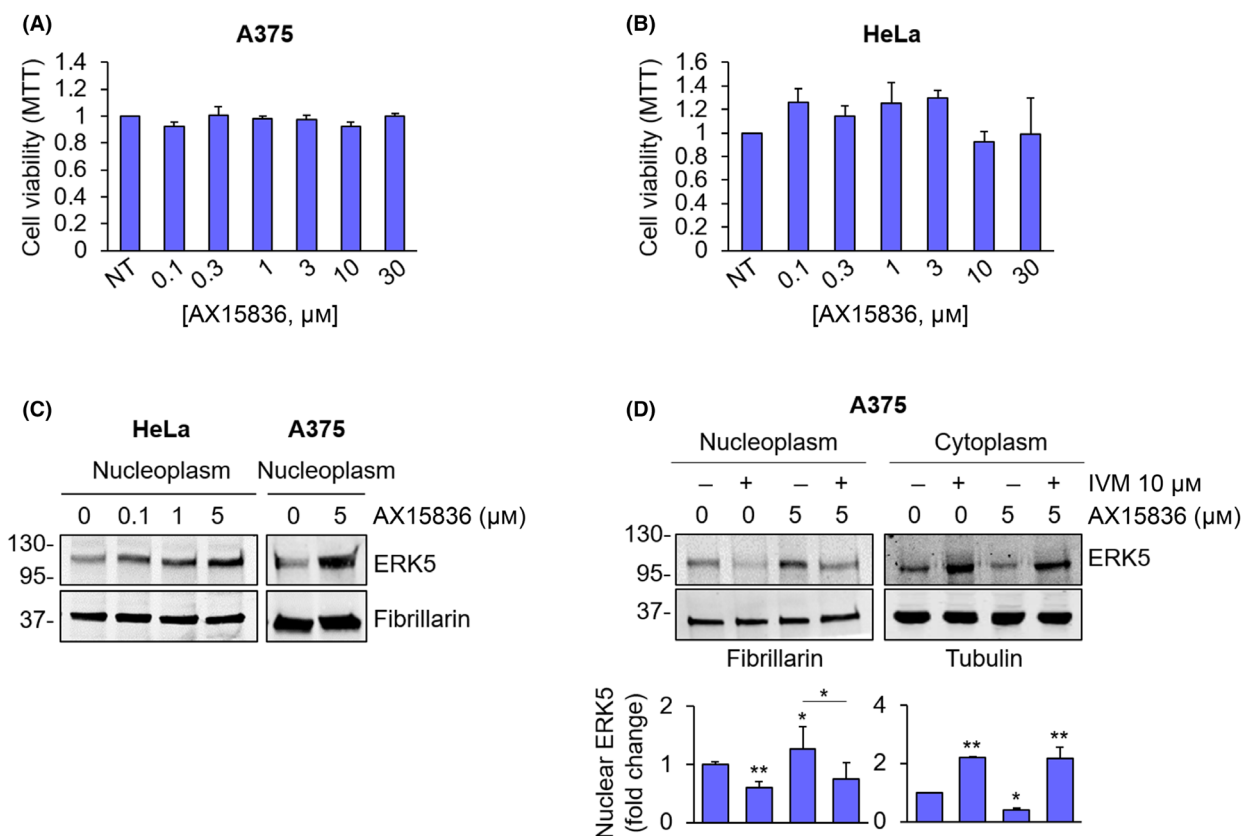 (A)
A375
Cell viability (MTT)
1.4
1.2
1
0.8
0.6
0.4
0.2
0
NT 0.1 0.3 1 3 10 30
[AX15836, µM]
(B)
HeLa
Cell viability (MTT)
1.6
1.4
1.2
1
0.8
0.6
0.4
0.2
0
NT 0.1 0.3 1 3 10 30
[AX15836, µM]
(C)
HeLa A375
Nucleoplasm Nucleoplasm
0 0.1 1 5 0 5 AX15836 (µM)
130-
95-
ERK5
37-
Fibrillarin
(D)
A375
Nucleoplasm Cytoplasm
– + – + – + – + IVM 10 µM
0 0 5 5 0 0 5 5 AX15836 (µM)
130-
95-
ERK5
37-
Fibrillarin Tubulin
Nuclear ERK5
(fold change)
2
1
0
** * *
4
2
0
** * **